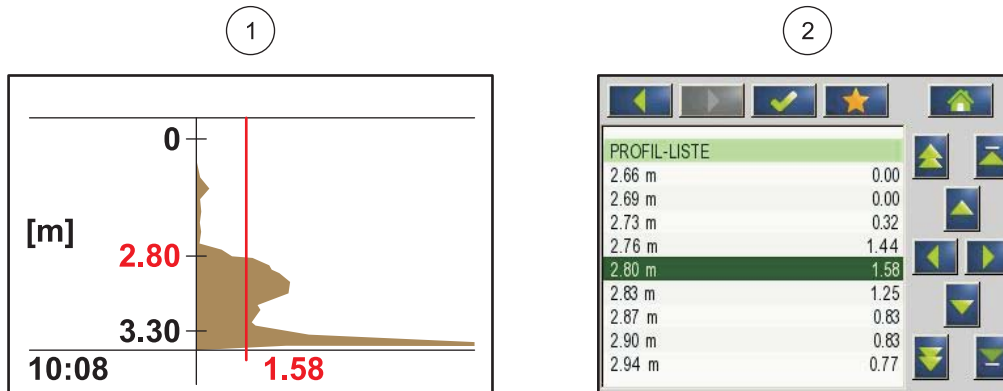 1
0
[m]
2.80
3.30
10:08
1.58
2
PROFIL-LISTE
2.66 m 0.00
2.69 m 0.00
2.73 m 0.32
2.76 m 1.44
2.80 m 1.58
2.83 m 1.25
2.87 m 0.83
2.90 m 0.83
2.94 m 0.77